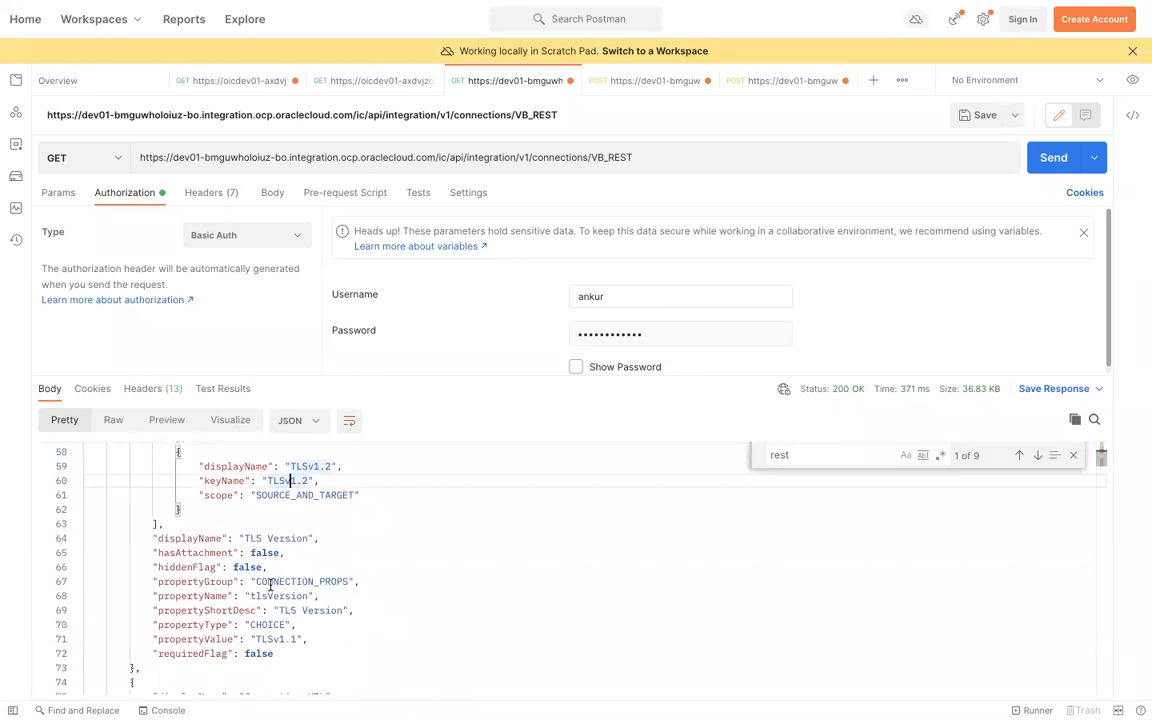 Home Workspaces Reports Explore Search Postman Sign In Create Account
Working locally in Scratch Pad. Switch to a Workspace
Overview GET https://oicdev01-axdvj GET https://oicdev01-axdvjzc GET https://dev01-bmguwh POST https://dev01-bmguw POST https://dev01-bmguw No Environment
https://dev01-bmguwholoiuz-bo.integration.ocp.oraclecloud.com/ic/api/integration/v1/connections/VB_REST Save
GET https://dev01-bmguwholoiuz-bo.integration.ocp.oraclecloud.com/ic/api/integration/v1/connections/VB_REST Send
Params Authorization Headers (7) Body Pre-request Script Tests Settings Cookies
Type Basic Auth
Heads up! These parameters hold sensitive data. To keep this data secure while working in a collaborative environment, we recommend using variables.
Learn more about variables ↗
The authorization header will be automatically generated
when you send the request.
Learn more about authorization ↗
Username ankur
Password ••••••••••••
Show Password
Body Cookies Headers (13) Test Results Status: 200 OK Time: 371 ms Size: 36.83 KB Save Response
Pretty Raw Preview Visualize JSON
rest Aa 1 of 9
58 {
59 "displayName": "TLSv1.2",
60 "keyName": "TLSv1.2",
61 "scope": "SOURCE_AND_TARGET"
62 }
63 ],
64 "displayName": "TLS Version",
65 "hasAttachment": false,
66 "hiddenFlag": false,
67 "propertyGroup": "CONNECTION_PROPS",
68 "propertyName": "tlsVersion",
69 "propertyShortDesc": "TLS Version",
70 "propertyType": "CHOICE",
71 "propertyValue": "TLSv1.1",
72 "requiredFlag": false
73 },
74 {
Find and Replace Console Runner Trash